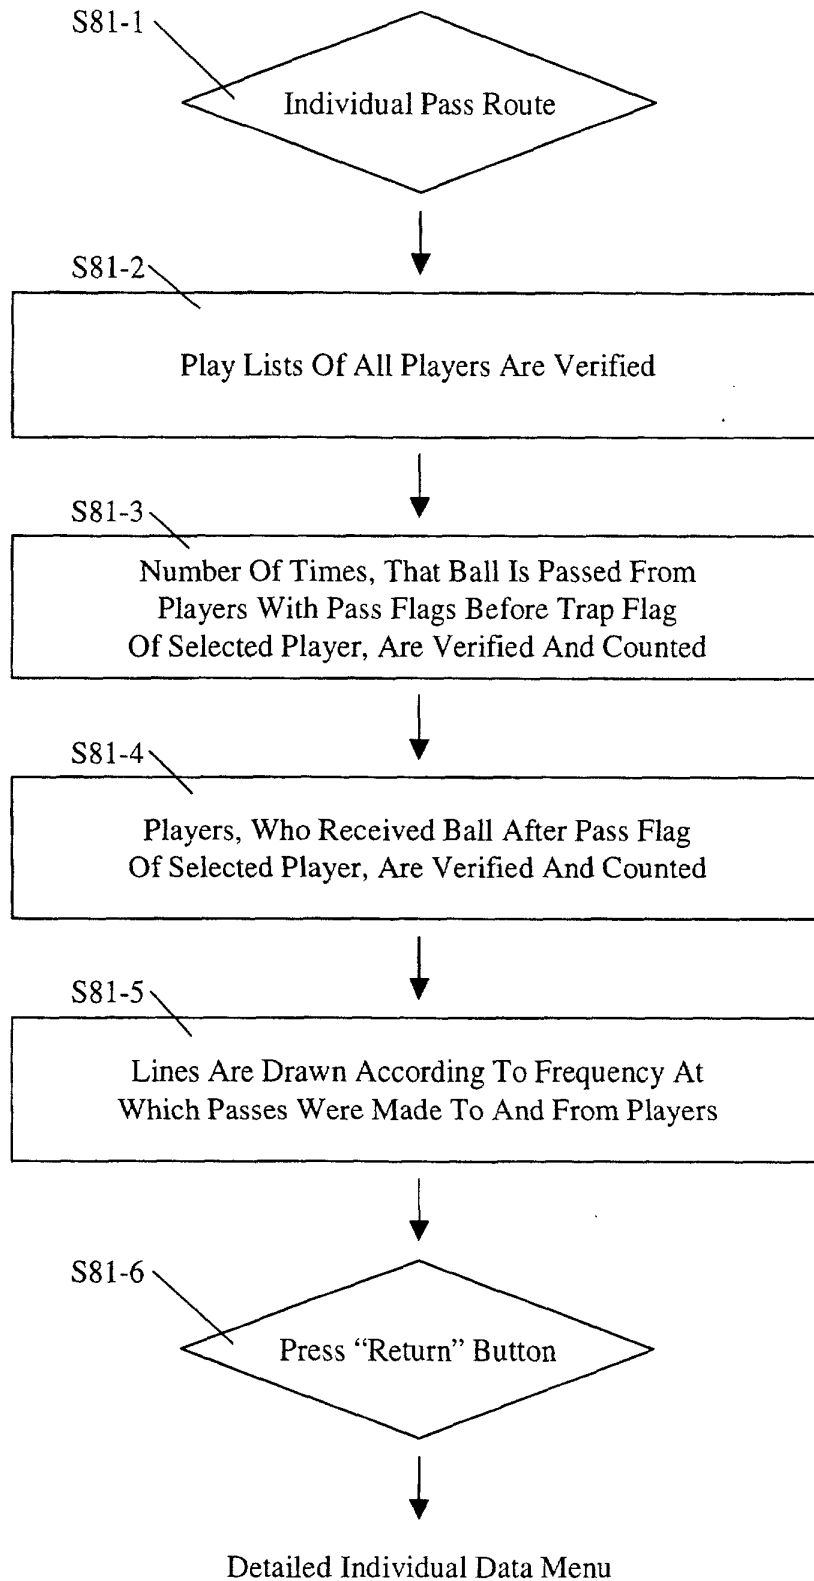 S81-1
Individual Pass Route
S81-2
Play Lists Of All Players Are Verified
S81-3
Number Of Times, That Ball Is Passed From
Players With Pass Flags Before Trap Flag
Of Selected Player, Are Verified And Counted
S81-4
Players, Who Received Ball After Pass Flag
Of Selected Player, Are Verified And Counted
S81-5
Lines Are Drawn According To Frequency At
Which Passes Were Made To And From Players
S81-6
Press “Return” Button
Detailed Individual Data Menu